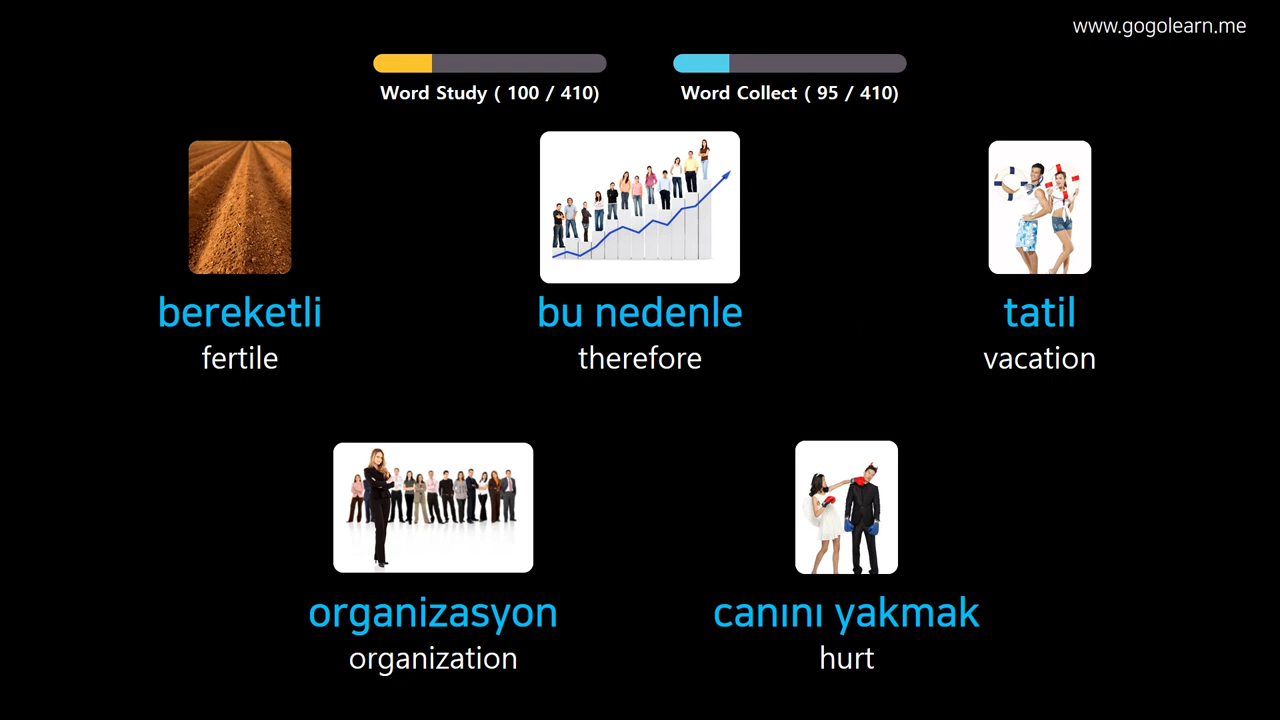 www.gogolearn.me
Word Study ( 100 / 410)
Word Collect ( 95 / 410)
bereketli
fertile
bu nedenle
therefore
tatil
vacation
organizasyon
organization
canını yakmak
hurt